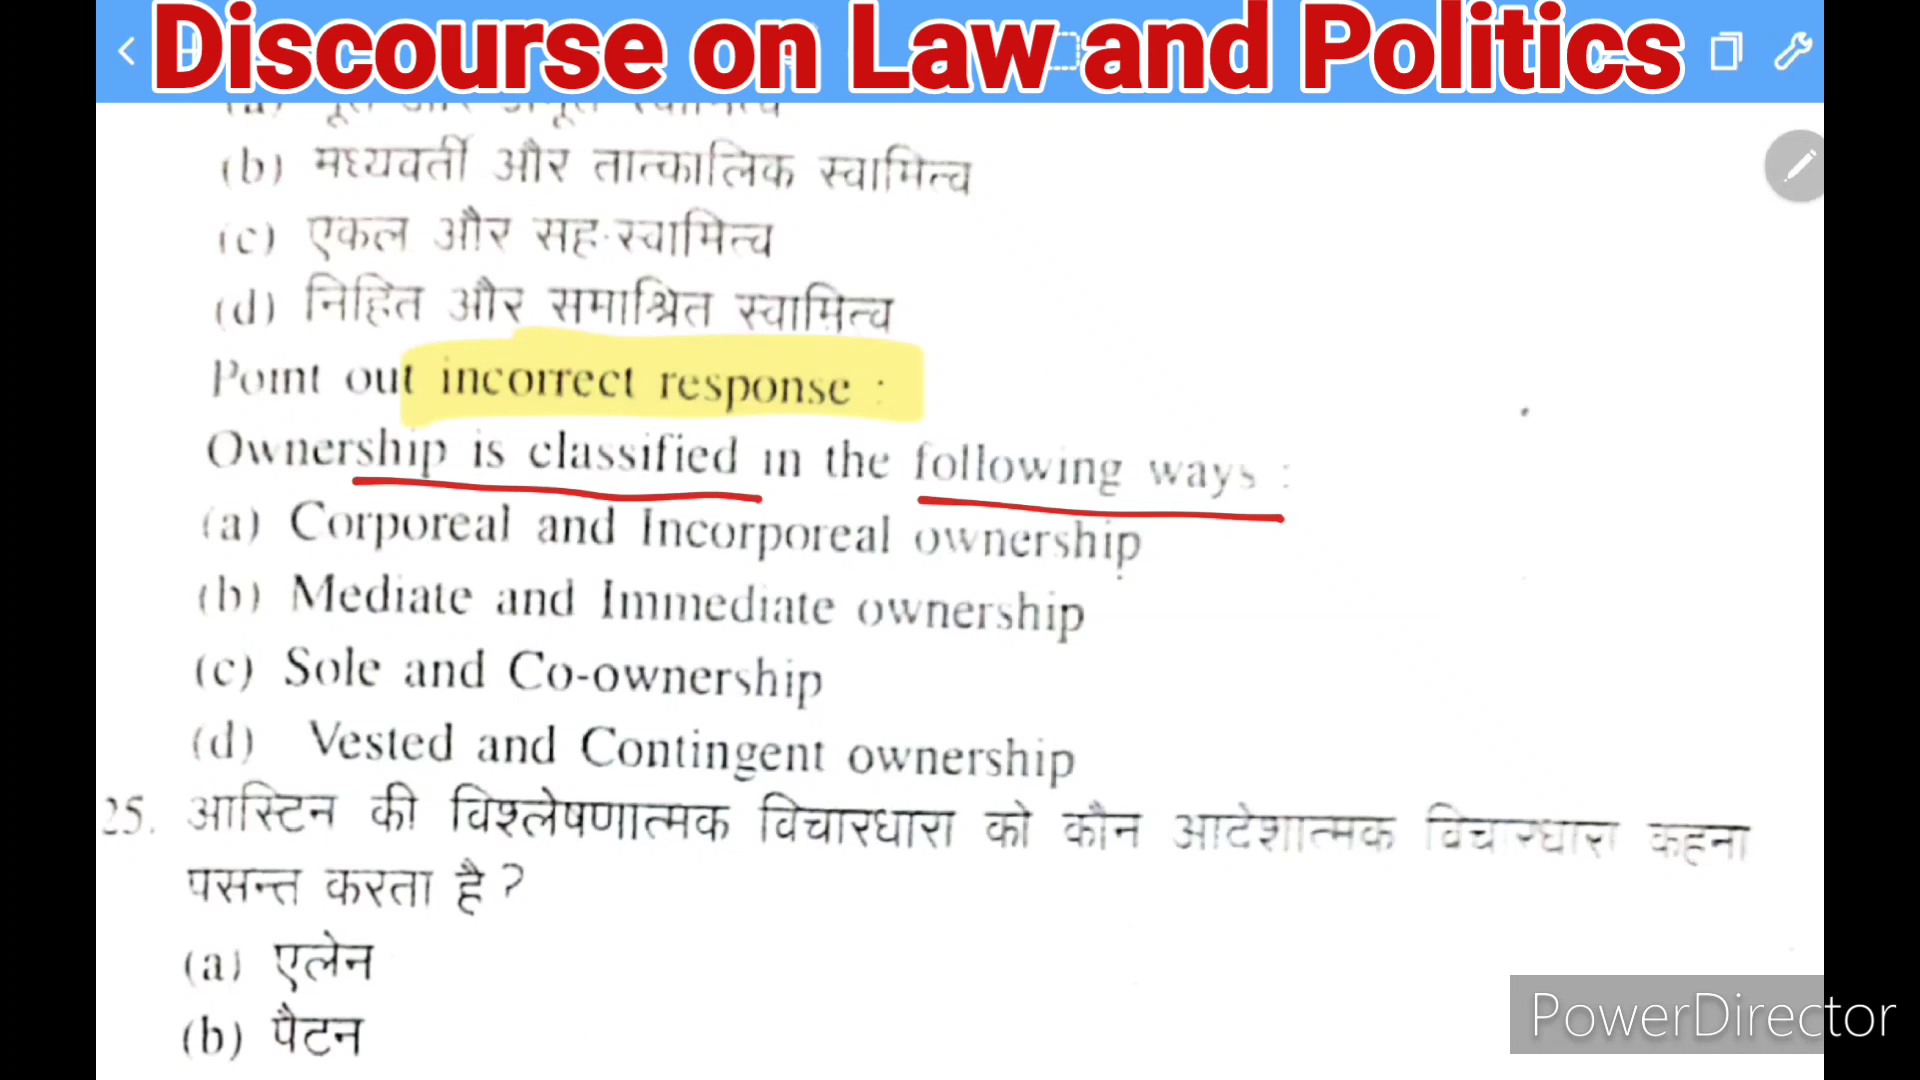 Discourse on Law and Politics
(b) मध्यवर्ती और तात्कालिक स्वामित्व
(c) एकल और सह-स्वामित्व
(d) निहित और समाश्रित स्वामित्व
Point out incorrect response :
Ownership is classified in the following ways :
(a) Corporeal and Incorporeal ownership
(b) Mediate and Immediate ownership
(c) Sole and Co-ownership
(d) Vested and Contingent ownership
25. आस्टिन की विश्लेषणात्मक विचारधारा को कौन आदेशात्मक विचारधारा कहना
पसन्त करता है ?
(a) एलेन
(b) पैटन
PowerDirector